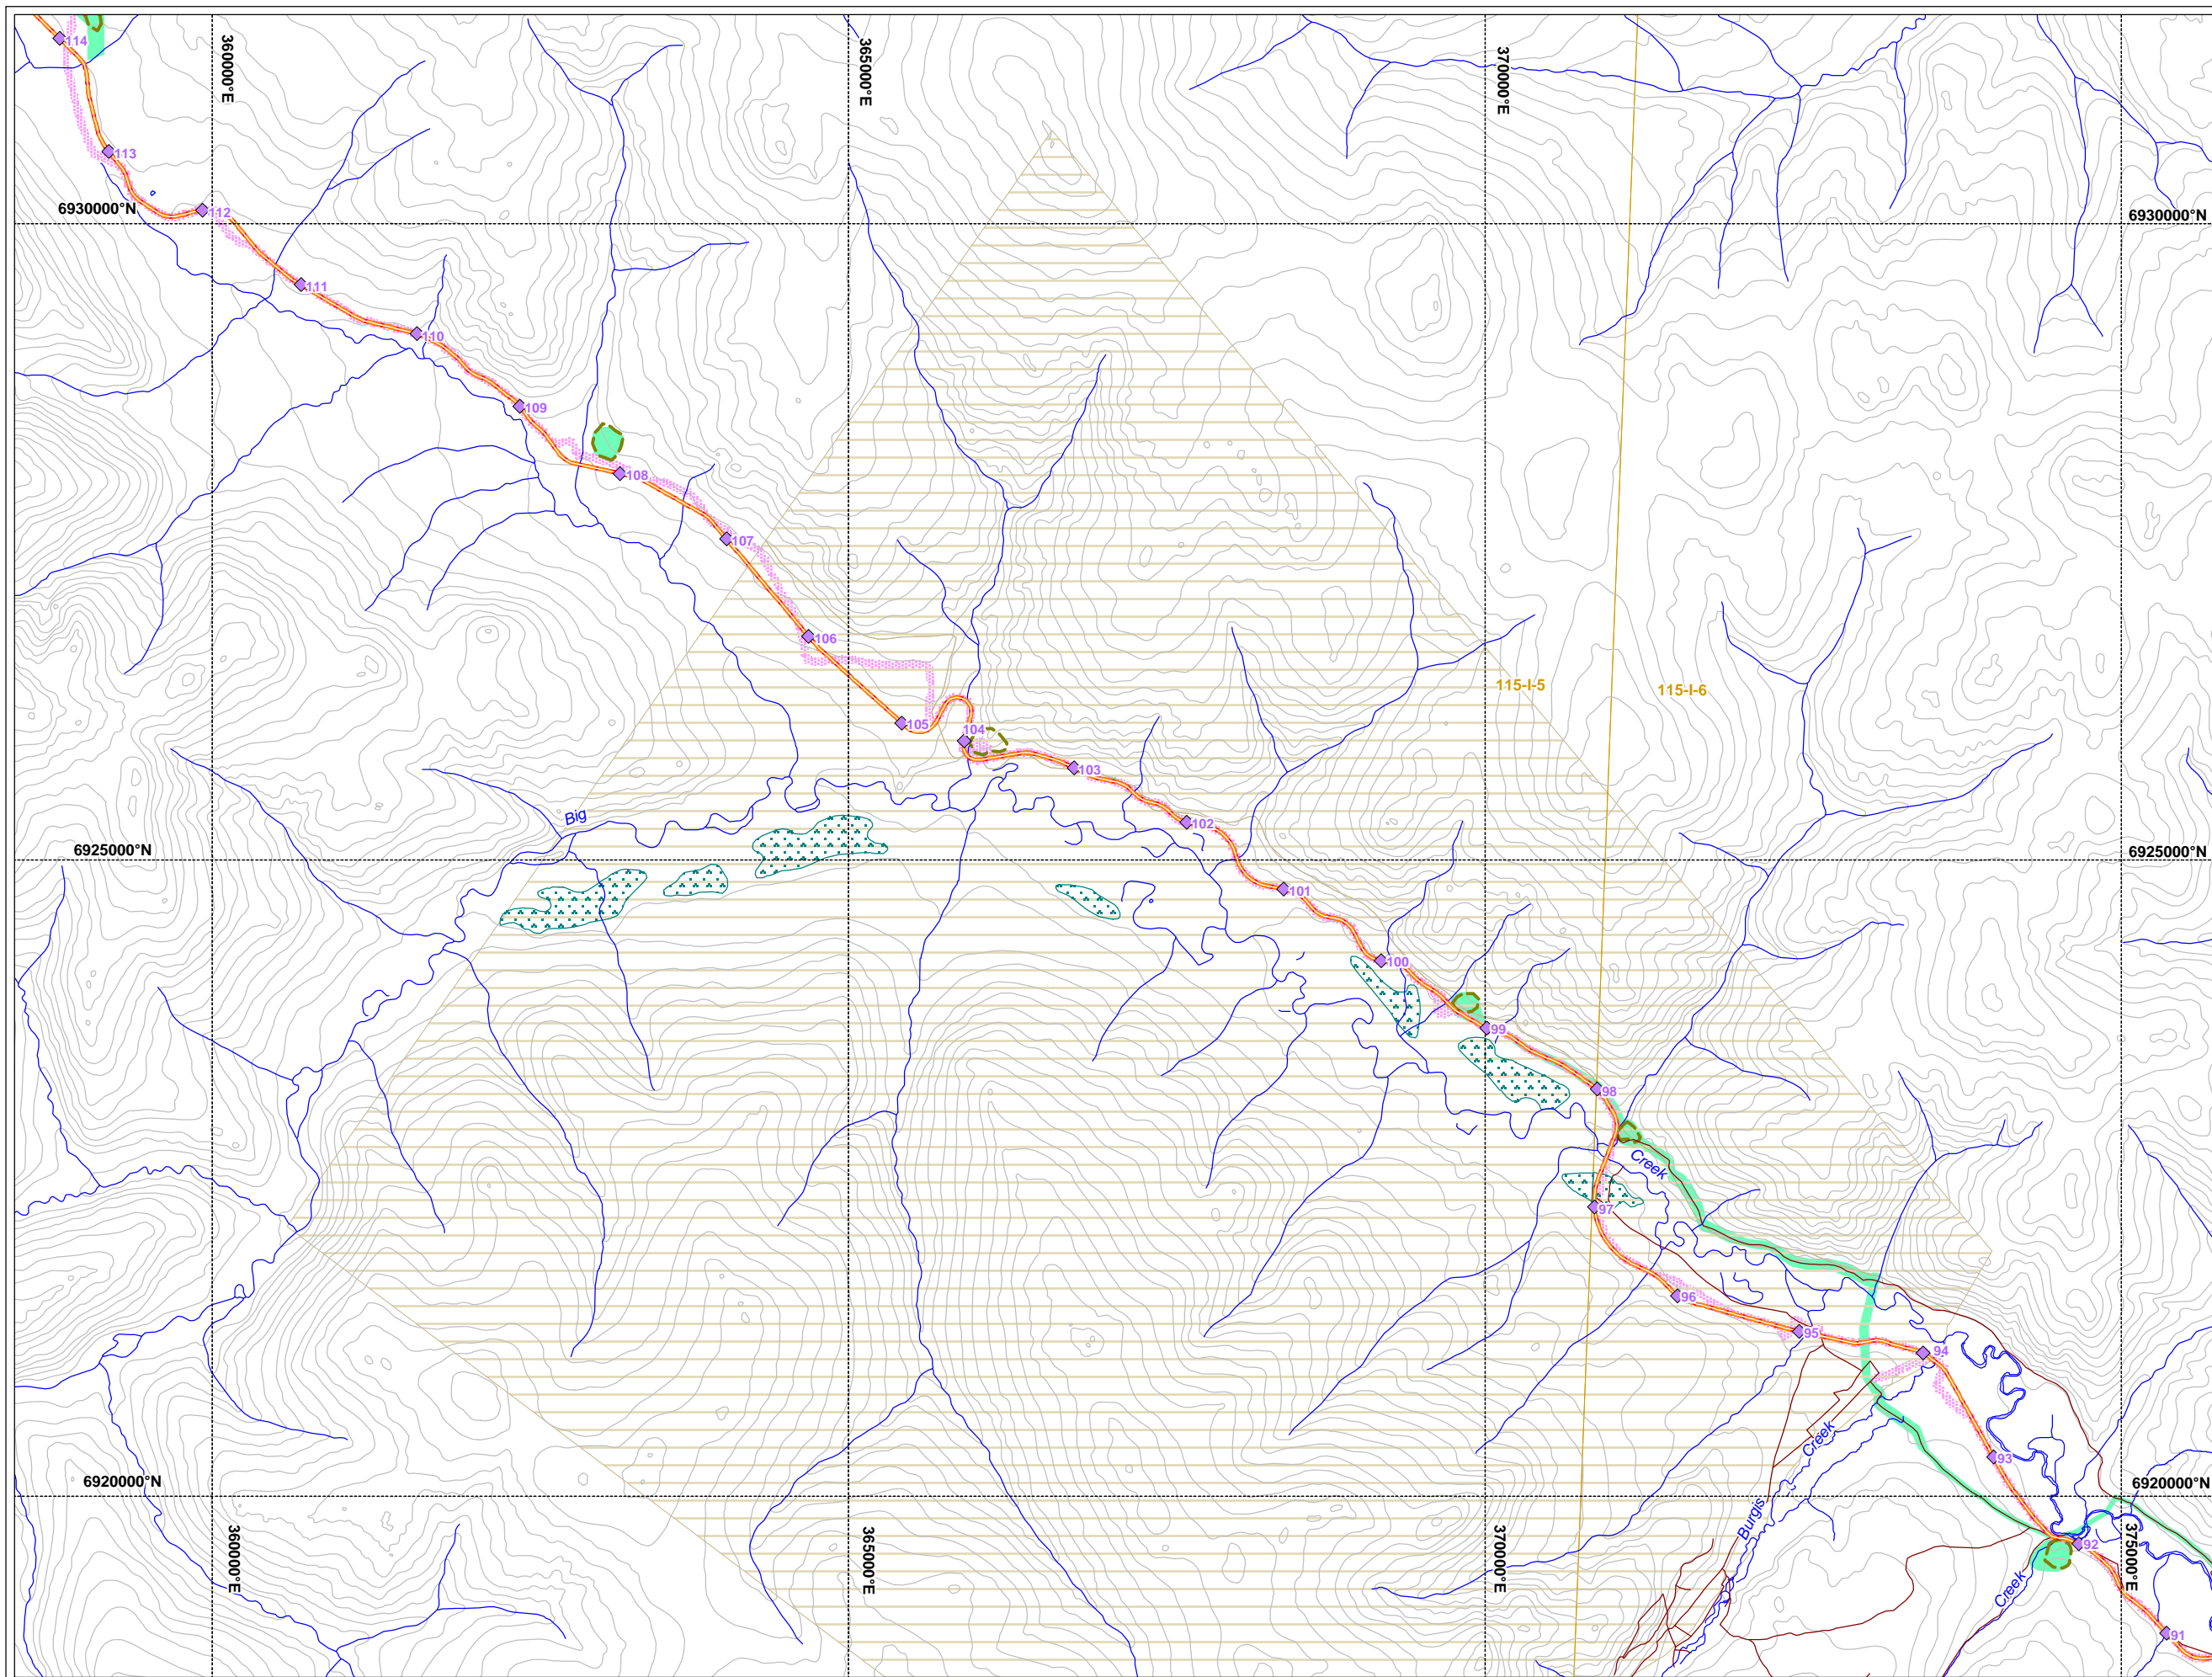 114
360000°E
365000°E
370000°E
113
6930000°N
112
6930000°N
111
110
109
108
107
106
115-I-5
115-I-6
105
104
103
Big
102
6925000°N
6925000°N
101
100
99
98
Creek
97
96
95
94
Creek
93
6920000°N
6920000°N
Burgis
360000°E
365000°E
370000°E
375000°E
92
Creek
91